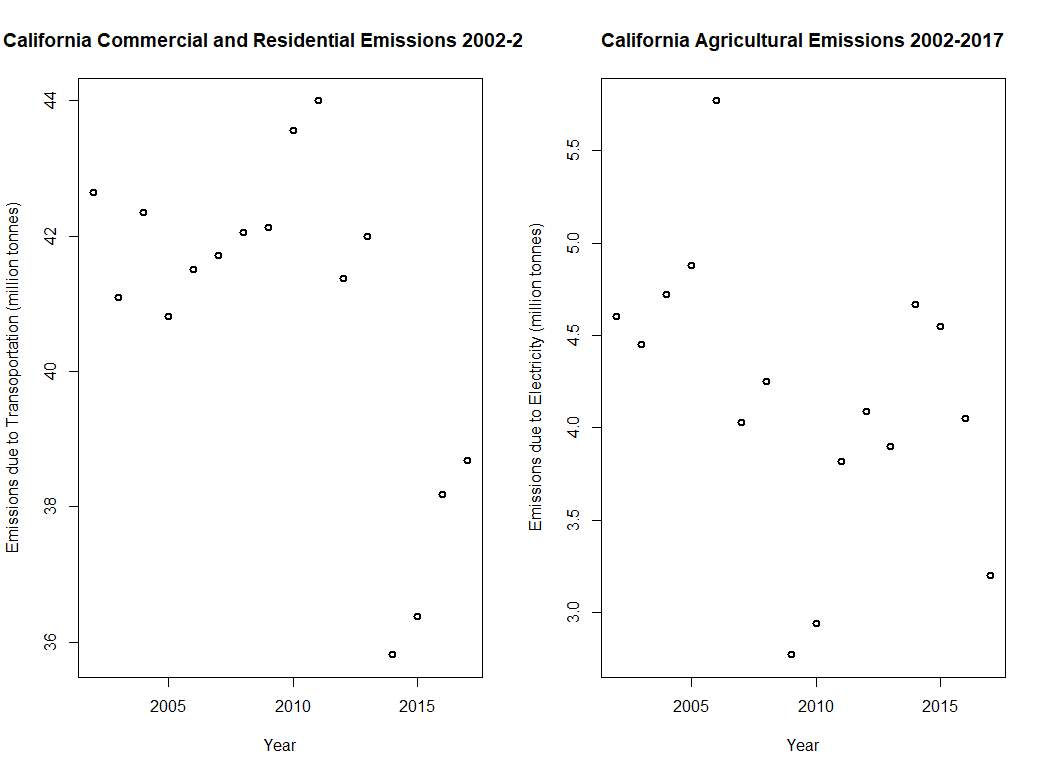 California Commercial and Residential Emissions 2002-2
Emissions due to Transoportation (million tonnes)
44
42
40
38
36
2005 2010 2015
Year
California Agricultural Emissions 2002-2017
Emissions due to Electricity (million tonnes)
5.5
5.0
4.5
4.0
3.5
3.0
2005 2010 2015
Year